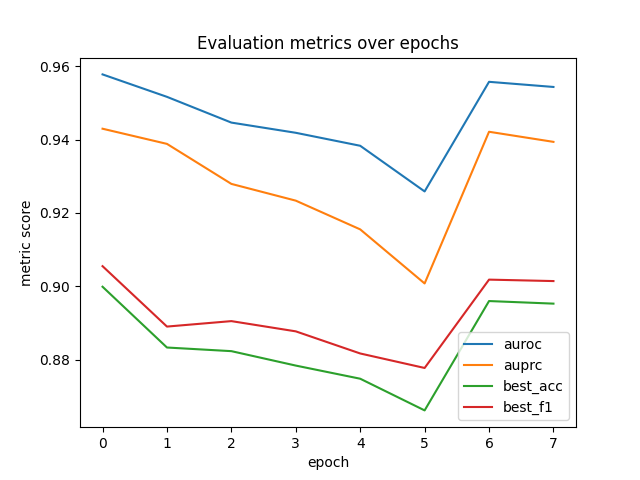 Evaluation metrics over epochs
metric score
0.96
0.94
0.92
0.90
0.88
auroc
auprc
best_acc
best_f1
0 1 2 3 4 5 6 7
epoch